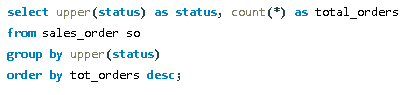 select upper(status) as status, count(*) as total_orders
from sales_order so
group by upper(status)
order by tot_orders desc;